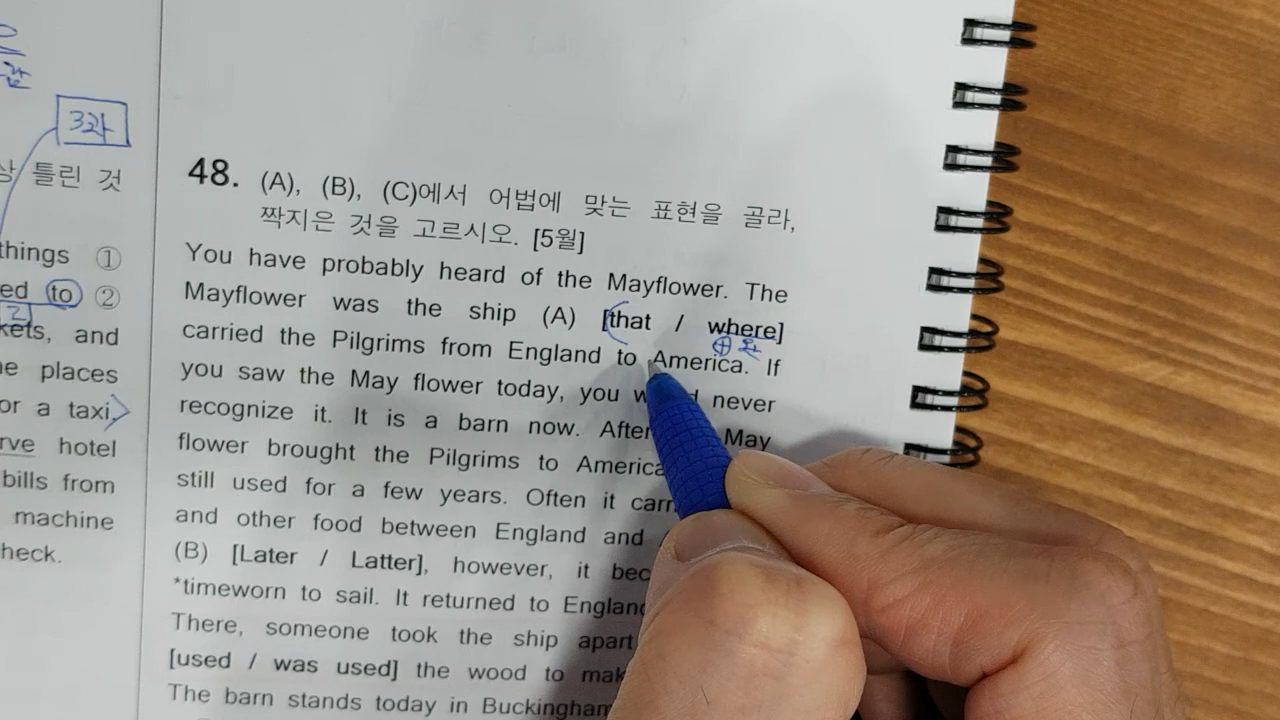 3과
상 틀린 것
things ①
ed to ②
kets, and
e places
or a taxi.
rve hotel
bills from
machine
heck.
48. (A), (B), (C)에서 어법에 맞는 표현을 골라,
짝지은 것을 고르시오. [5월]
You have probably heard of the Mayflower. The
Mayflower was the ship (A) [that / where]
carried the Pilgrims from England to America. If
you saw the May flower today, you never
recognize it. It is a barn now. After May
flower brought the Pilgrims to America
still used for a few years. Often it
and other food between England and
(B) [Later / Latter], however, it
*timeworn to sail. It returned to England
There, someone took the ship apart
[used / was used] the wood to
The barn stands today in Buckingham